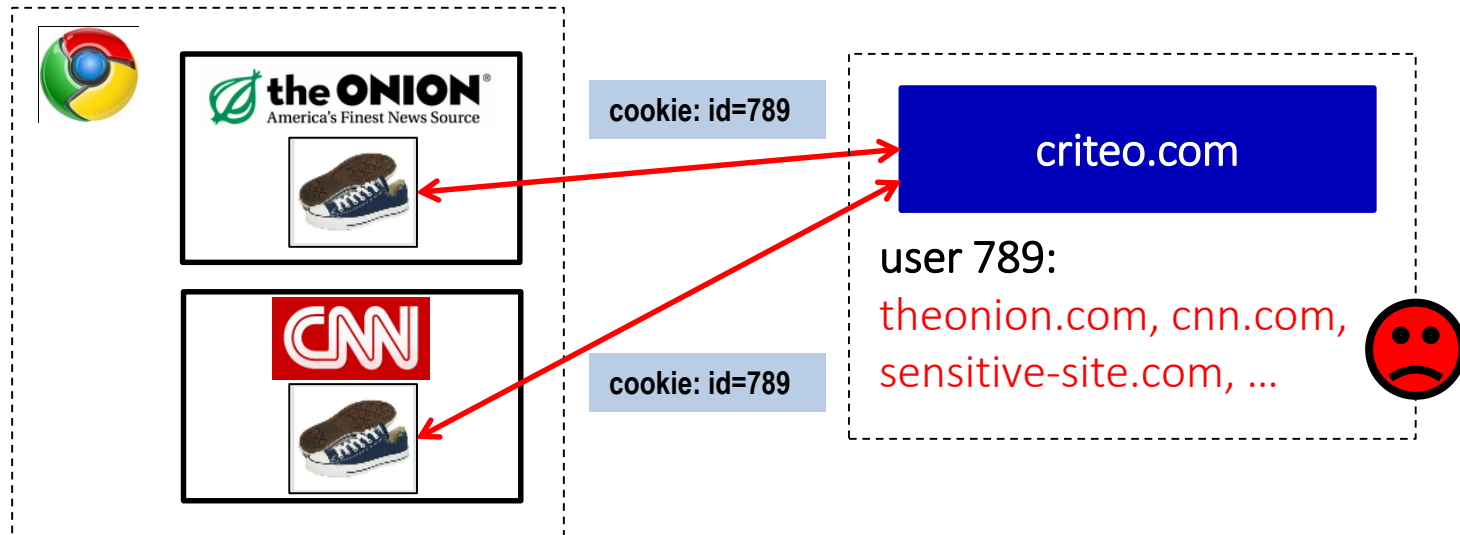 the ONION®
America's Finest News Source
cookie: id=789
criteo.com
user 789:
theonion.com, cnn.com,
sensitive-site.com, ...
CNN
cookie: id=789